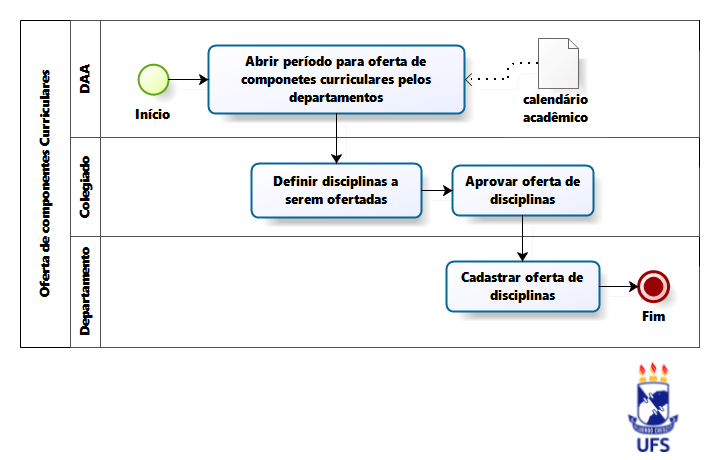 Oferta de componentes Curriculares
DAA
Início
Abrir período para oferta de
componetes curriculares pelos
departamentos
calendário
acadêmico
Colegiado
Definir disciplinas a
serem ofertadas
Aprovar oferta de
disciplinas
Departamento
Cadastrar oferta de
disciplinas
Fim
UFS